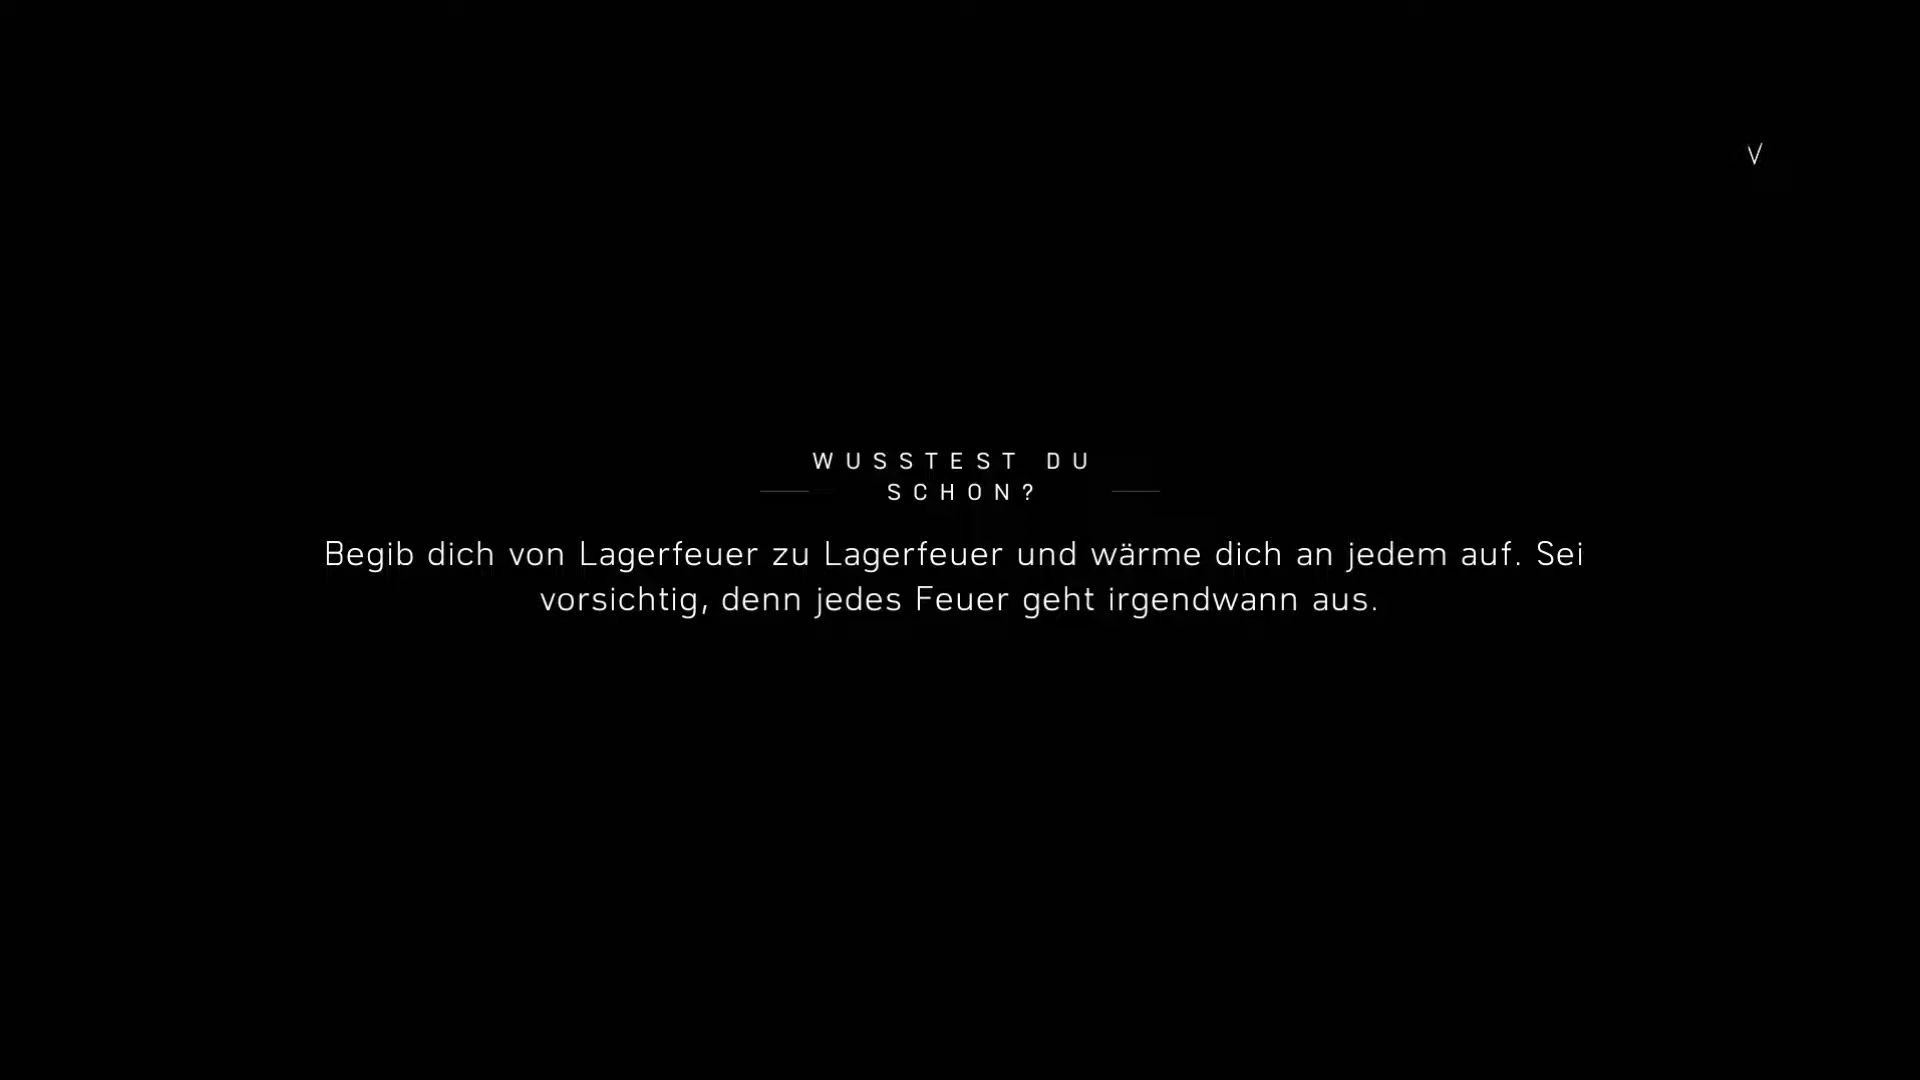 V
WUSSTEST DU
SCHON?
Begib dich von Lagerfeuer zu Lagerfeuer und wärme dich an jedem auf. Sei
vorsichtig, denn jedes Feuer geht irgendwann aus.